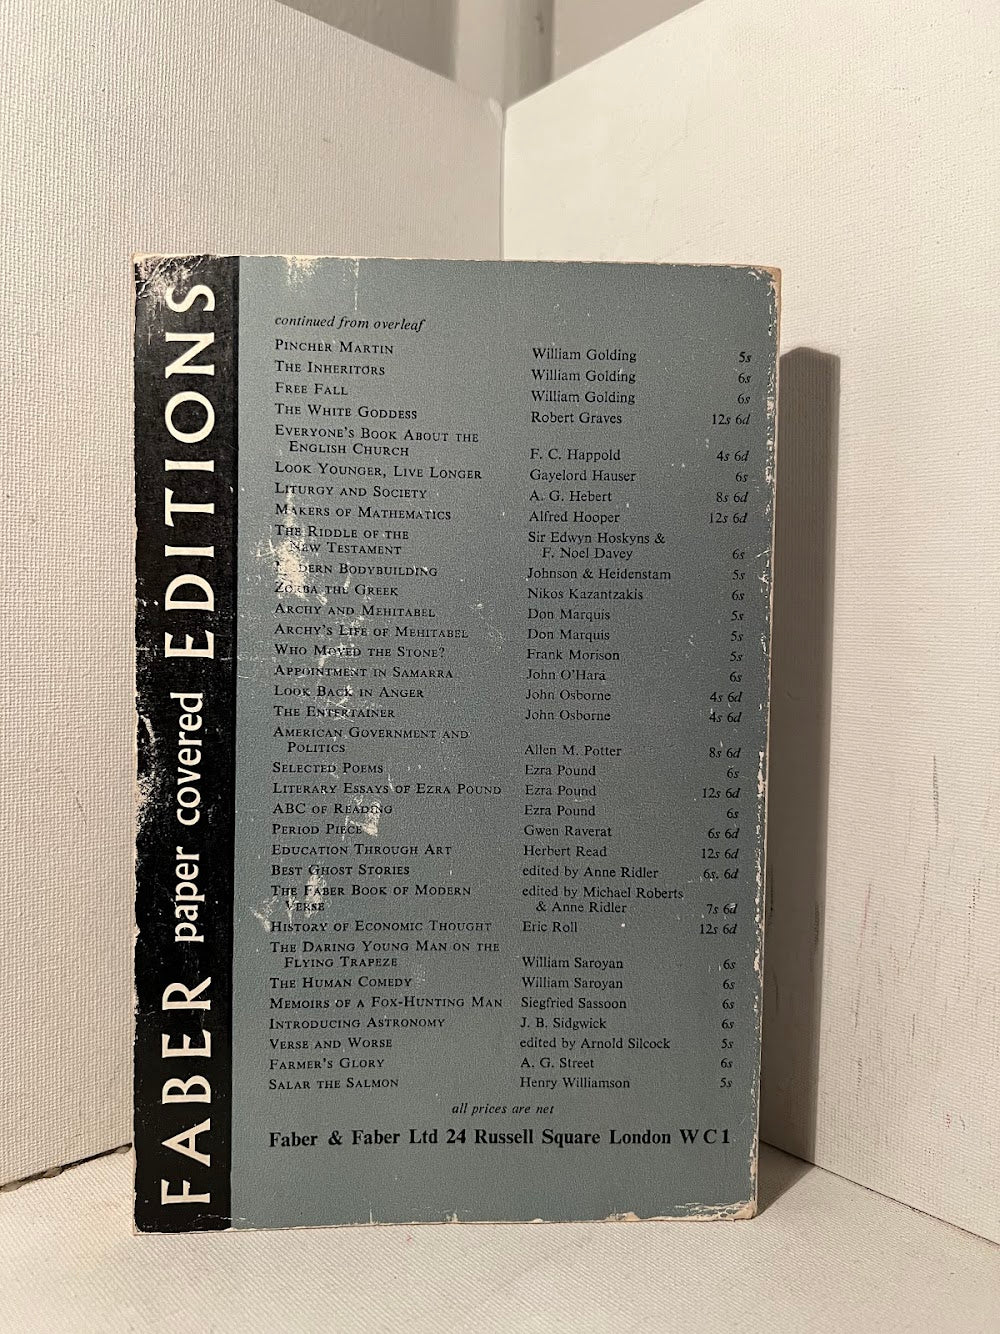 FABER paper covered EDITIONS
continued from overleaf
PINCHER MARTIN William Golding 5s
THE INHERITORS William Golding 6s
FREE FALL William Golding 6s
THE WHITE GODDESS Robert Graves 12s 6d
EVERYONE'S BOOK ABOUT THE
ENGLISH CHURCH F. C. Happold 4s 6d
LOOK YOUNGER, LIVE LONGER Gayelord Hauser 6s
LITURGY AND SOCIETY A. G. Hebert 8s 6d
MAKERS OF MATHEMATICS Alfred Hooper 12s 6d
THE RIDDLE OF THE Sir Edwyn Hoskyns &
NEW TESTAMENT F. Noel Davey 6s
MODERN BODYBUILDING Johnson & Heidenstam 5s
ZORBA THE GREEK Nikos Kazantzakis 6s
ARCHY AND MEHITABEL Don Marquis 5s
ARCHY'S LIFE OF MEHITABEL Don Marquis 5s
WHO MOVED THE STONE? Frank Morison 5s
APPOINTMENT IN SAMARRA John O'Hara 6s
LOOK BACK IN ANGER John Osborne 4s 6d
THE ENTERTAINER John Osborne 4s 6d
AMERICAN GOVERNMENT AND
POLITICS Allen M. Potter 8s 6d
SELECTED POEMS Ezra Pound 6s
LITERARY ESSAYS OF EZRA POUND Ezra Pound 12s 6d
ABC OF READING Ezra Pound 6s
PERIOD PIECE Gwen Raverat 6s 6d
EDUCATION THROUGH ART Herbert Read 12s 6d
BEST GHOST STORIES edited by Anne Ridler 6s. 6d
THE FABER BOOK OF MODERN edited by Michael Roberts
VERSE & Anne Ridler 7s 6d
HISTORY OF ECONOMIC THOUGHT Eric Roll 12s 6d
THE DARING YOUNG MAN ON THE
FLYING TRAPEZE William Saroyan 6s
THE HUMAN COMEDY William Saroyan 6s
MEMOIRS OF A FOX-HUNTING MAN Siegfried Sassoon 6s
INTRODUCING ASTRONOMY J. B. Sidgwick 6s
VERSE AND WORSE edited by Arnold Silcock 5s
FARMER'S GLORY A. G. Street 6s
SALAR THE SALMON Henry Williamson 5s
all prices are net
Faber & Faber Ltd 24 Russell Square London W C 1